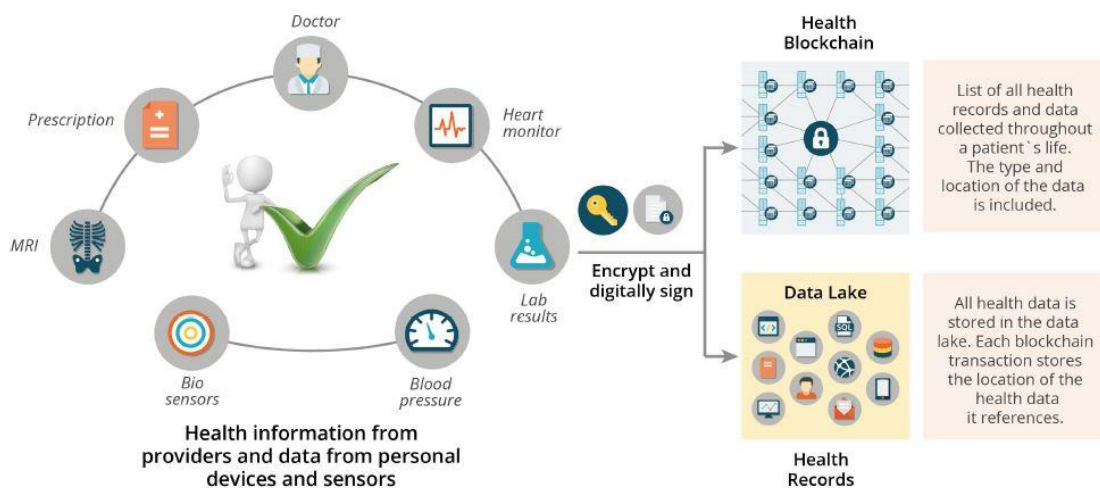 Doctor
Prescription
Heart
monitor
MRI
Lab
results
Bio
sensors
Blood
pressure
Health information from
providers and data from personal
devices and sensors
Encrypt and
digitally sign
Health
Blockchain
List of all health
records and data
collected throughout
a patient`s life.
The type and
location of the data
is included.
Data Lake
SQL
Health
Records
All health data is
stored in the data
lake. Each blockchain
transaction stores
the location of the
health data
it references.